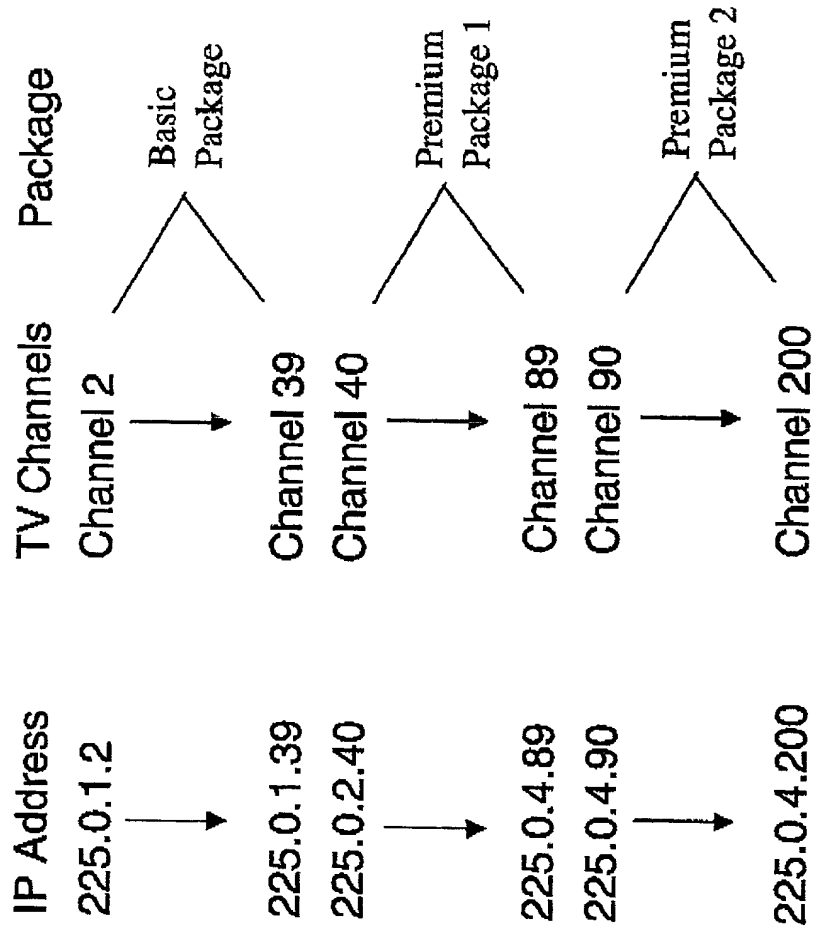 IP Address TV Channels Package
225.0.1.2 Channel 2
Basic
Package
225.0.1.39 Channel 39
225.0.2.40 Channel 40
Premium
Package 1
225.0.4.89 Channel 89
225.0.4.90 Channel 90
Premium
Package 2
225.0.4.200 Channel 200